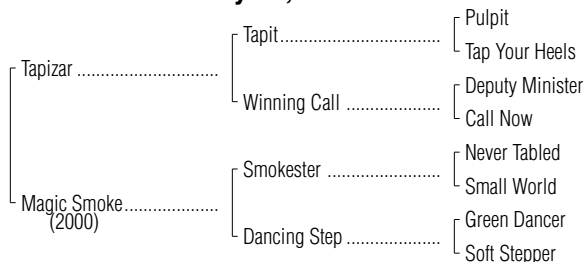 Pulpit
Tapit
Tap Your Heels
Tapizar
Deputy Minister
Winning Call
Call Now
Never Tabled
Smokester
Small World
Magic Smoke
(2000)
Green Dancer
Dancing Step
Soft Stepper